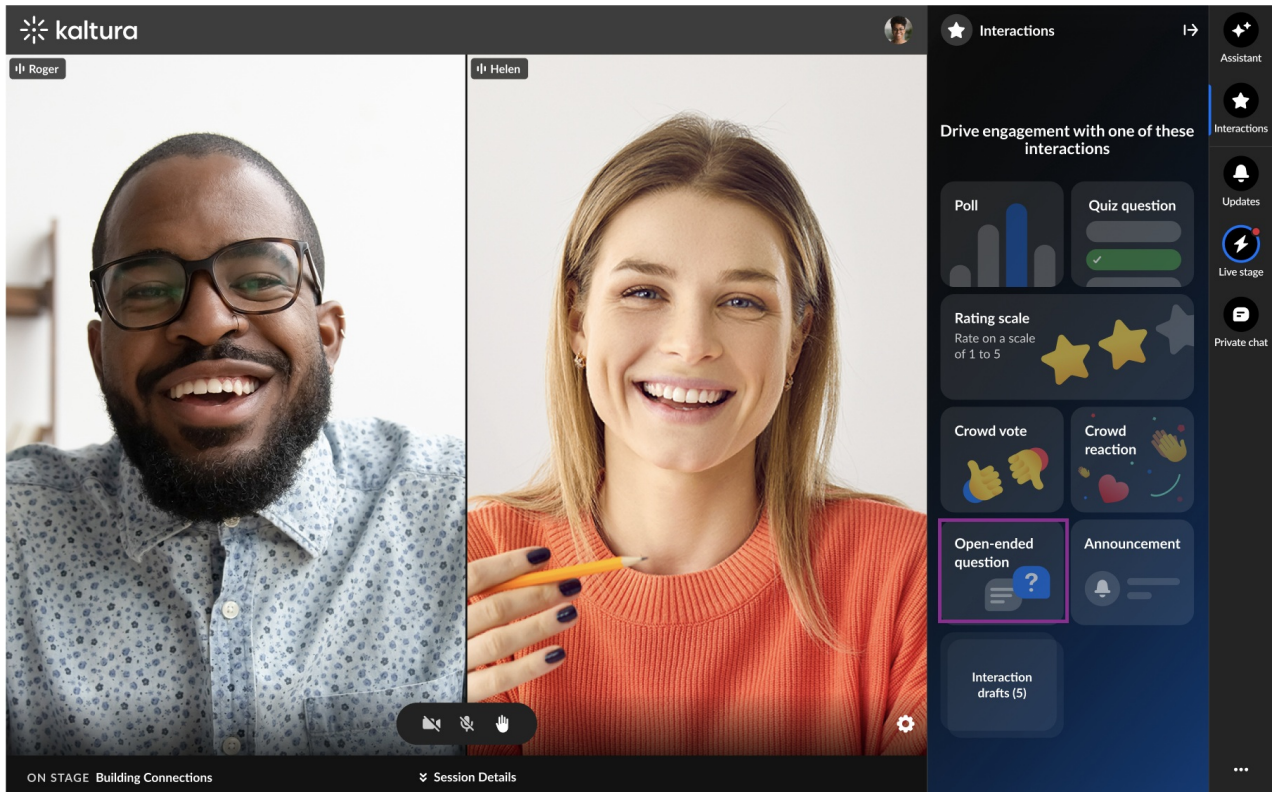 kaltura
Roger
Helen
Interactions
Drive engagement with one of these
interactions
Poll
Quiz question
Rating scale
Rate on a scale
of 1 to 5
Crowd vote
Crowd
reaction
Open-ended
question
?
Announcement
Interaction
drafts (5)
Assistant
Interactions
Updates
Live stage
Private chat
ON STAGE Building Connections
Session Details